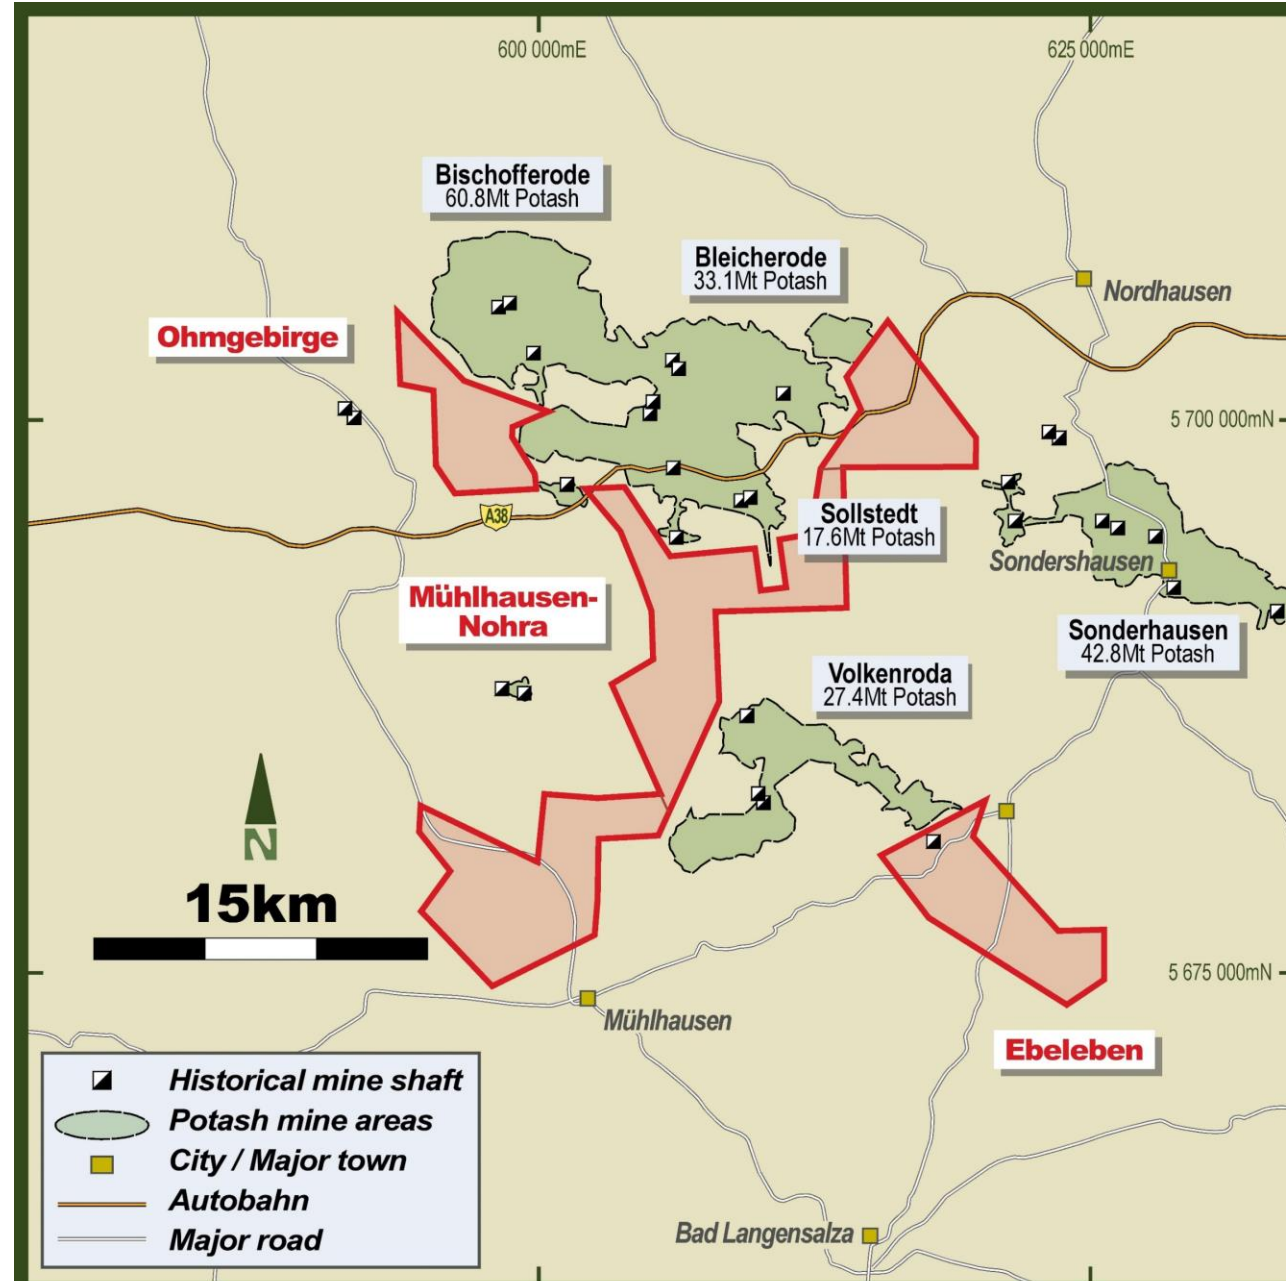 600 000mE
625 000mE
Bischofferode
60.8Mt Potash
Bleicherode
33.1Mt Potash
Nordhausen
Ohmgebirge
5 700 000mN
A38
Sollstedt
17.6Mt Potash
Sondershausen
Mühlhausen-
Nohra
Sonderhausen
42.8Mt Potash
Volkenroda
27.4Mt Potash
N
15km
5 675 000mN
Mühlhausen
Ebeleben
Historical mine shaft
Potash mine areas
City / Major town
Autobahn
Major road
Bad Langensalza